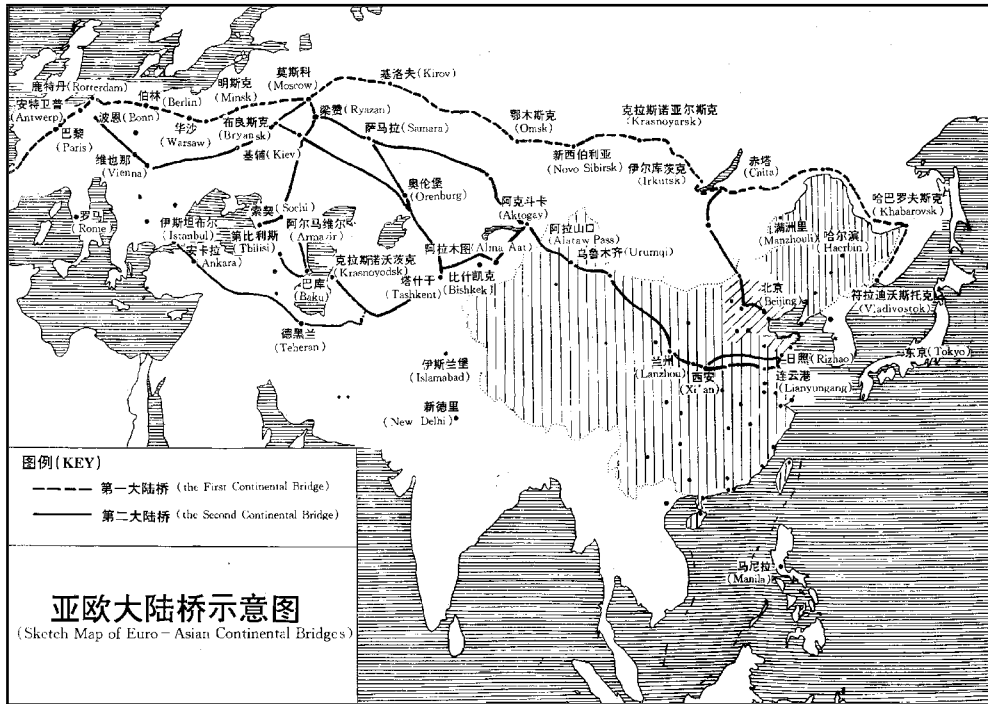 鹿特丹(Rotterdam)
安特卫普
(Antwerp)
巴黎
(Paris)
波恩(Bonn)
伯林
(Berlin)
华沙
(Warsaw)
明斯克
(Minsk)
莫斯科
(Moscow)
基洛夫(Kirov)
梁赞(Ryazan)
布良斯克
(Bryansk)
基辅(Kiev)
维也那
(Vienna)
萨马拉(Samara)
鄂木斯克
(Omsk)
新西伯利亚
(Novo Sibirsk)
克拉斯诺亚尔斯克
(Krasnoyarsk)
伊尔库茨克
(Irkutsk)
赤塔
(Chita)
哈巴罗夫斯克
(Khabarovsk)
满洲里
(Manzhouli)
哈尔滨
(Haerbin)
符拉迪沃斯托克
(Vladivostok)
奥伦堡
(Orenburg)
阿克斗卡
(Aktogay)
阿拉山口
(Alataw Pass)
乌鲁木齐(Urumqi)
罗马
(Rome)
索契(Sochi)
伊斯坦布尔
(Istanbul)
安卡拉
(Ankara)
第比利斯
(Tbilisi)
阿尔马维尔
(Armavir)
克拉斯诺沃茨克
(Krasnoyodsk)
巴库
(Baku)
阿拉木图(Alma Aat)
塔什干
(Tashkent)
比什凯克
(Bishkek)
德黑兰
(Teheran)
北京
(Beijing)
兰州
(Lanzhou)
西安
(Xi'an)
日照(Rizhao)
连云港
(Lianyungang)
东京(Tokyo)
伊斯兰堡
(Islamabad)
新德里
(New Delhi)
马尼拉
(Manila)
图例(KEY)
第一大陆桥 (the First Continental Bridge)
第二大陆桥 (the Second Continental Bridge)
亚欧大陆桥示意图
(Sketch Map of Euro-Asian Continental Bridges)